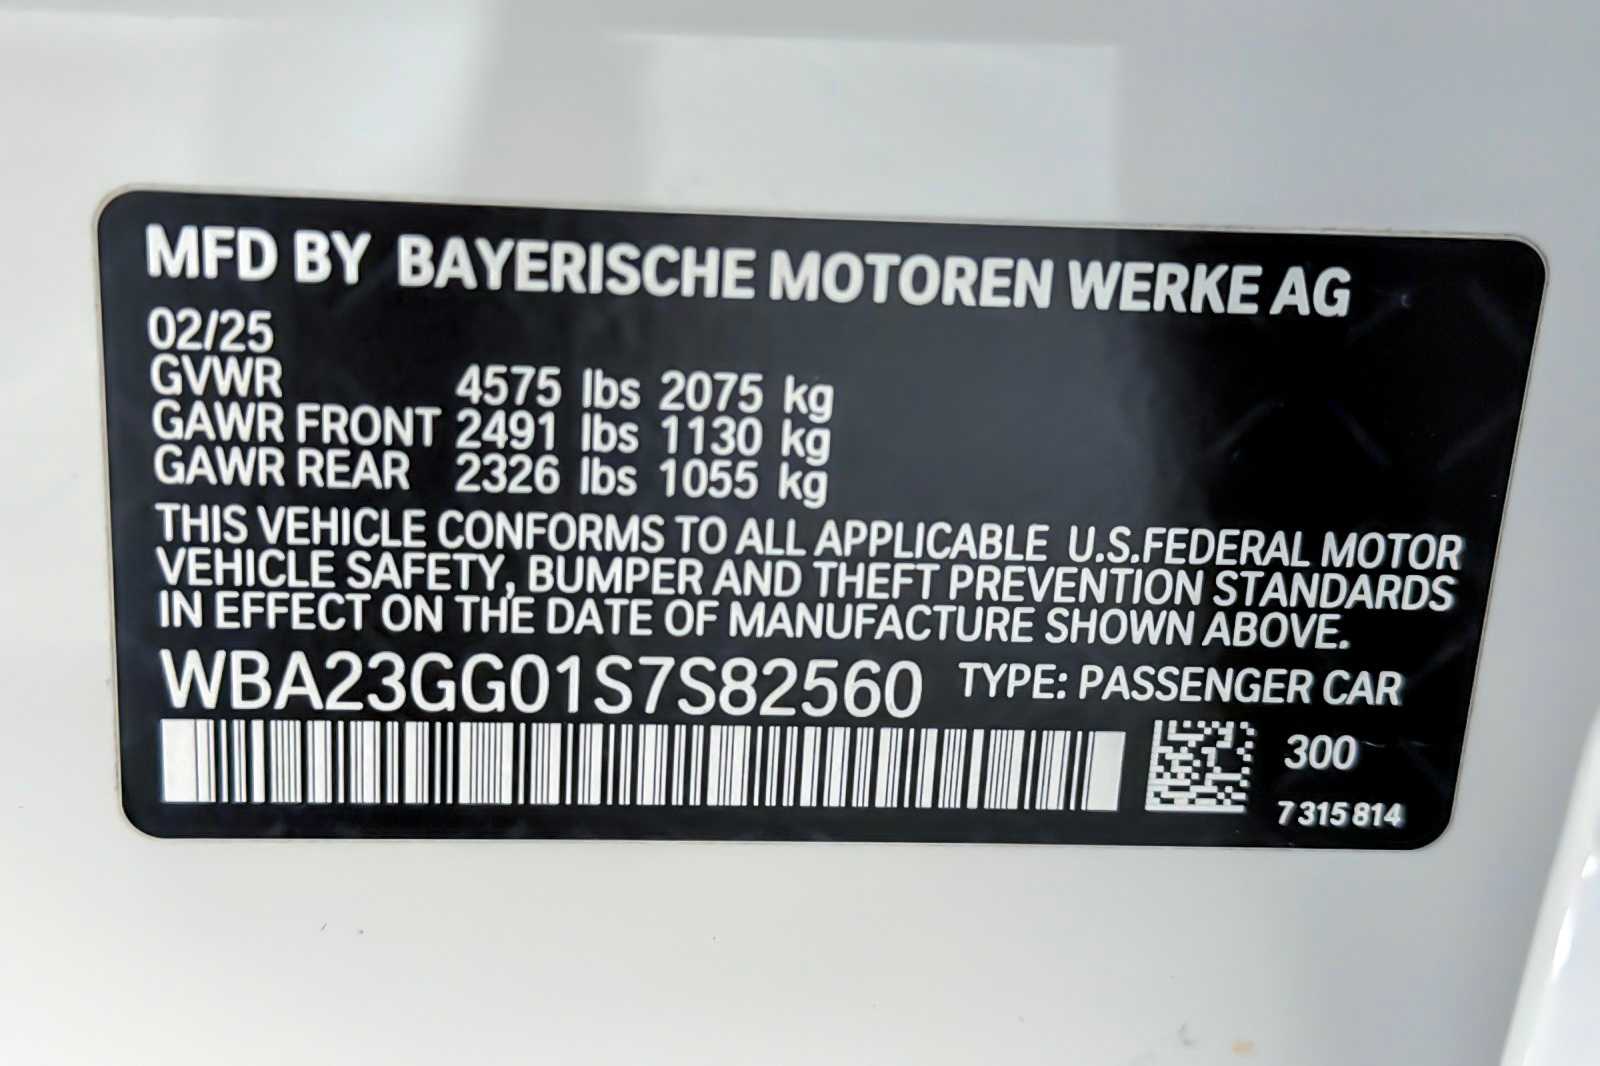 MFD BY BAYERISCHE MOTOREN WERKE AG
02/25
GVWR 4575 lbs 2075 kg
GAWR FRONT 2491 lbs 1130 kg
GAWR REAR 2326 lbs 1055 kg
THIS VEHICLE CONFORMS TO ALL APPLICABLE U.S.FEDERAL MOTOR
VEHICLE SAFETY, BUMPER AND THEFT PREVENTION STANDARDS
IN EFFECT ON THE DATE OF MANUFACTURE SHOWN ABOVE.
WBA23GG01S7S82560 TYPE: PASSENGER CAR
300
7 315 814